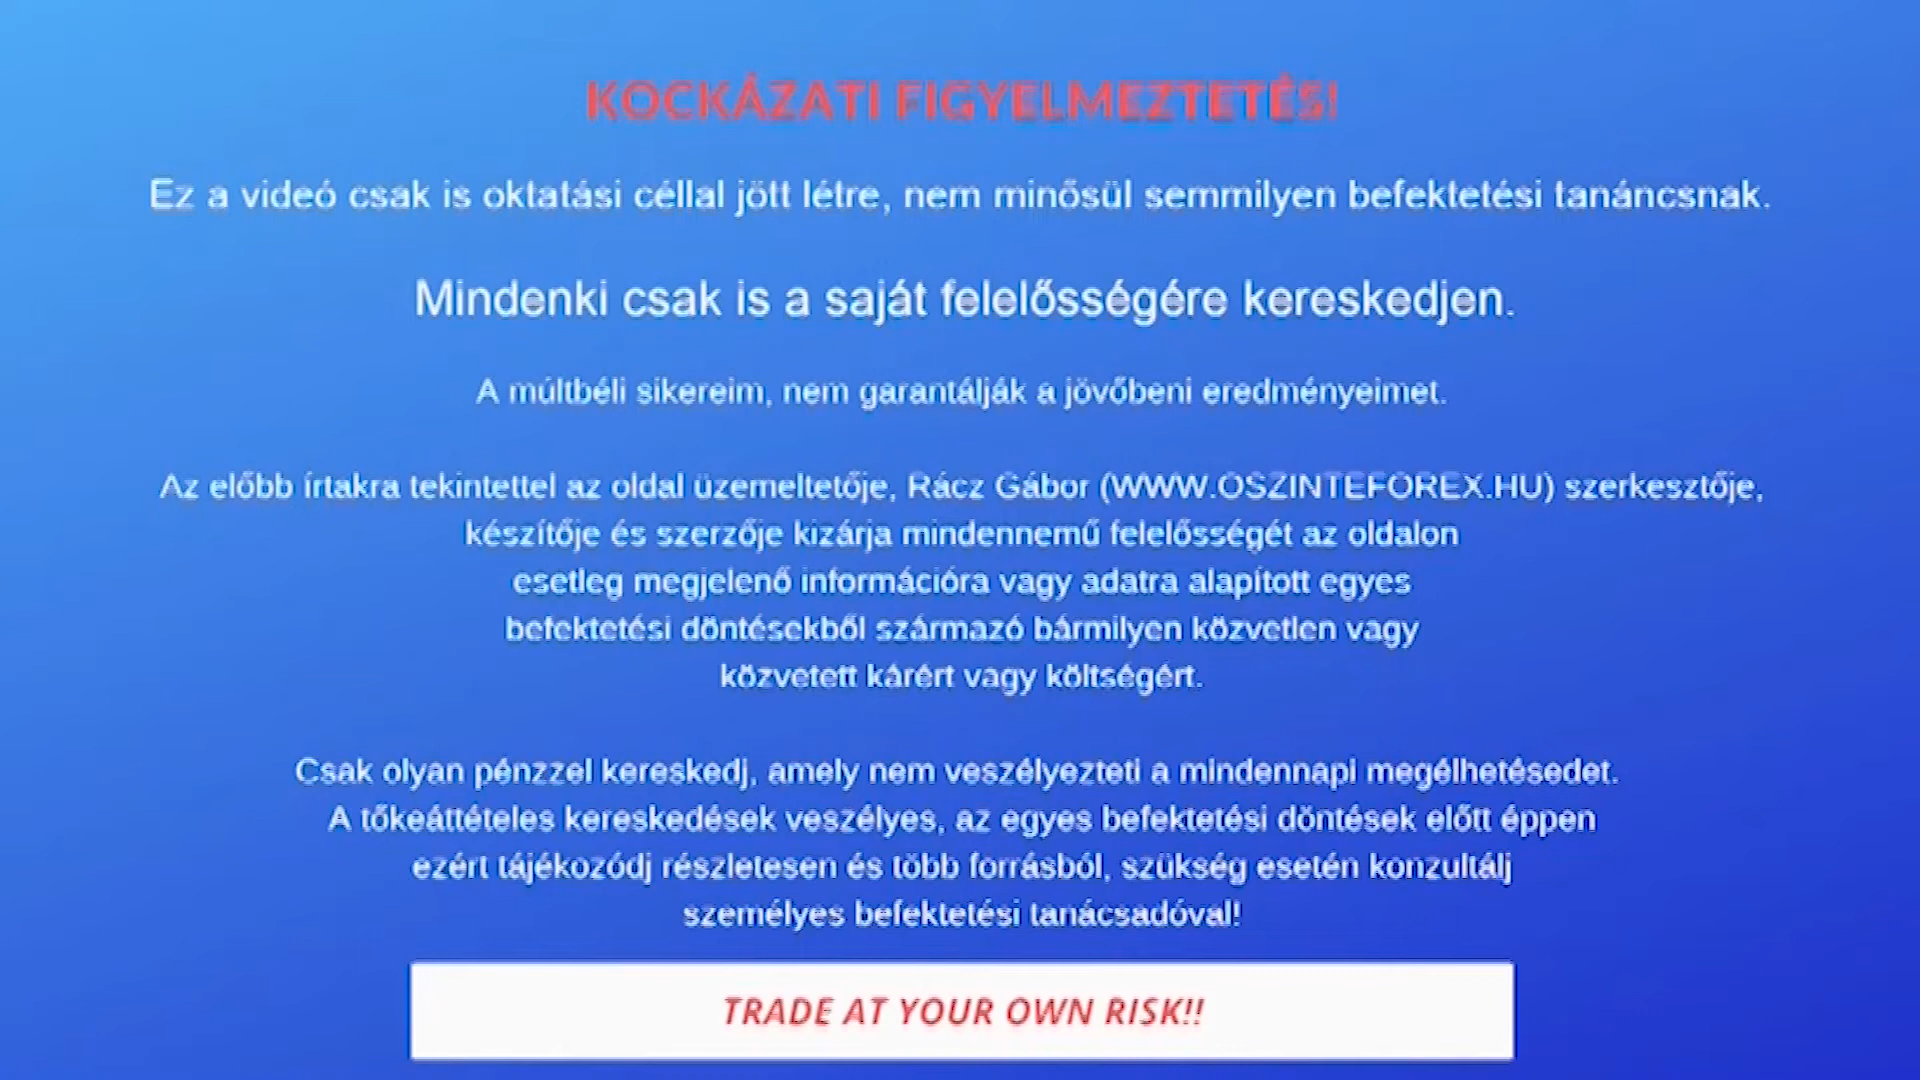 KOCKÁZATI FIGYELMEZTETÉS!
Ez a videó csak is oktatási céllal jött létre, nem minősül semmilyen befektetési tanáncsnak.
Mindenki csak is a saját felelősségére kereskedjen.
A múltbéli sikereim, nem garantálják a jövőbeni eredményeimet.
Az előbb írtakra tekintettel az oldal üzemeltetője, Rácz Gábor (WWW.OSZINTEFOREX.HU) szerkesztője,
készítője és szerzője kizárja mindennemű felelősségét az oldalon
esetleg megjelenő információra vagy adatra alapított egyes
befektetési döntésekből származó bármilyen közvetlen vagy
közvetett kárért vagy költségért.
Csak olyan pénzzel kereskedj, amely nem veszélyezteti a mindennapi megélhetésedet.
A tőkeáttételes kereskedések veszélyes, az egyes befektetési döntések előtt éppen
ezért tájékozódj részletesen és több forrásból, szükség esetén konzultálj
személyes befektetési tanácsadóval!
TRADE AT YOUR OWN RISK!!